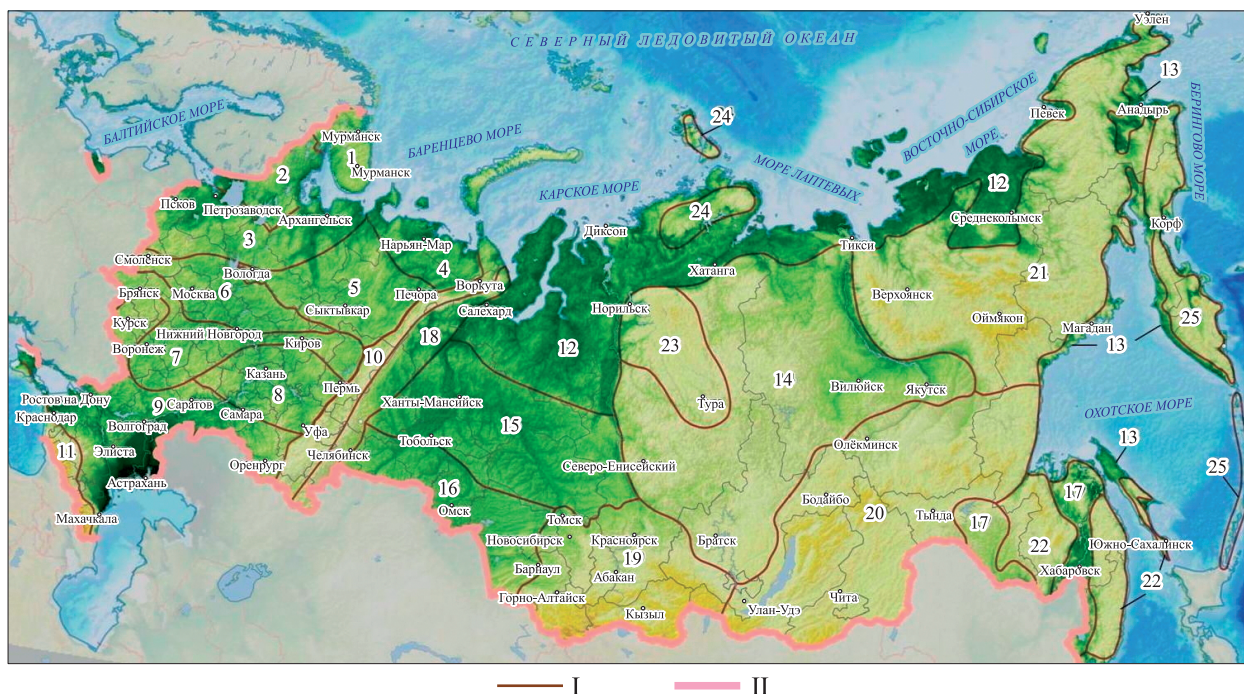 Уэлен
СЕВЕРНЫЙ ЛЕДОВИТЫЙ ОКЕАН
13
БАЛТИЙСКОЕ МОРЕ
Мурманск
1
Мурманск
2
БАРЕНЦЕВО МОРЕ
24
ВОСТОЧНО-СИБИРСКОЕ
МОРЕ
Певек
Анадырь
БЕРИНГОВО МОРЕ
КАРСКОЕ МОРЕ
МОРЕ ЛАПТЕВЫХ
12
Псков
Петрозаводск
Архангельск
3
24
Среднеколымск
Диксон
Корф
Нарьян-Мар
Тикси
Смоленск
Вологда
4
Хатанга
21
Воркута
Брянск
Москва
6
5
Печора
Салехард
Верхоянск
Сыктывкар
Норильск
Курск
Оймякон
25
Нижний Новгород
18
Магадан
Киров
Воронеж
7
10
12
23
13
Казань
14
Пермь
8
Вилюйск
Якутск
Ростов на Дону
9
Саратов
Самара
Ханты-Мансийск
Тура
ОХОТСКОЕ МОРЕ
Краснодар
Волгоград
15
Уфа
Тобольск
Олёкминск
11
Элиста
Челябинск
13
Оренбург
Северо-Енисейский
25
Астрахань
16
17
Омск
Бодайбо
Махачкала
Томск
20
Тында
17
Новосибирск
Красноярск
Братск
22
Южно-Сахалинск
19
Барнаул
Абакан
Хабаровск
22
Горно-Алтайск
Кызыл
Улан-Удэ
Чита
I
II